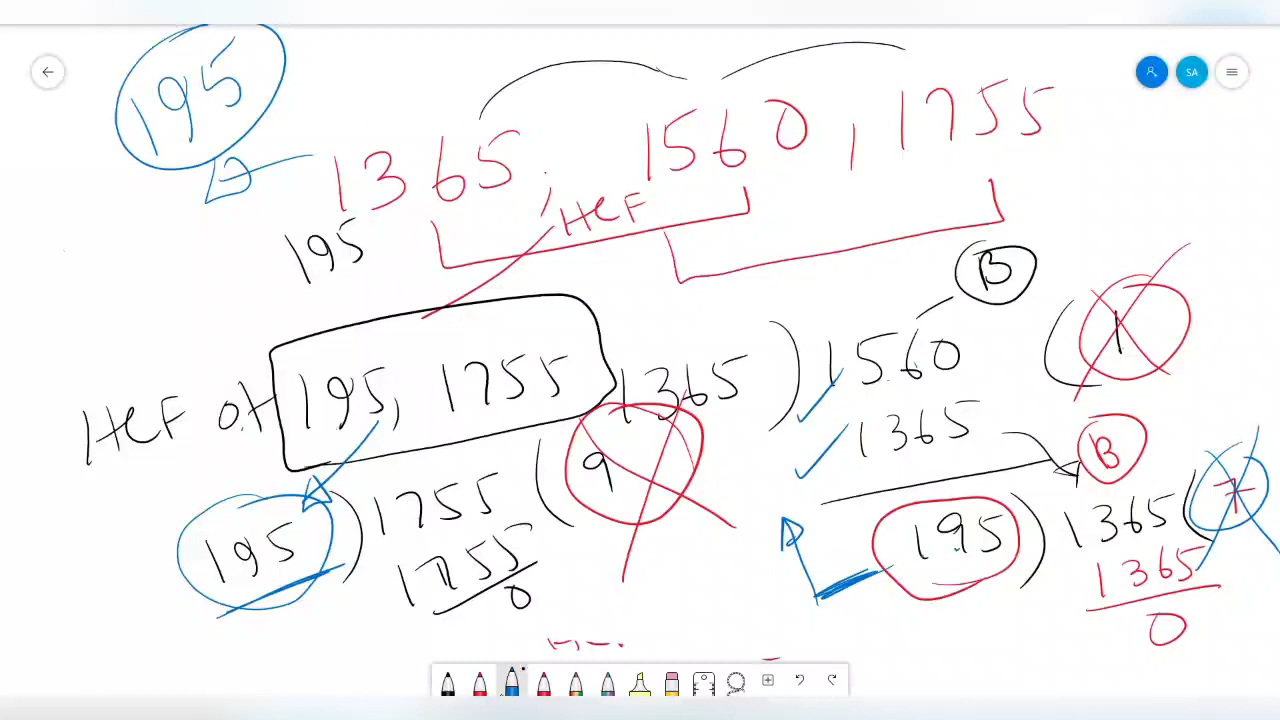 195
SA
1365, 1560, 1755
HCF
195
B
HCF of 195, 1755
1365 ) 1560 ( 1
1365
B
195 ) 1365 ( 7
1365
0
195 ) 1755 ( 9
1755
0